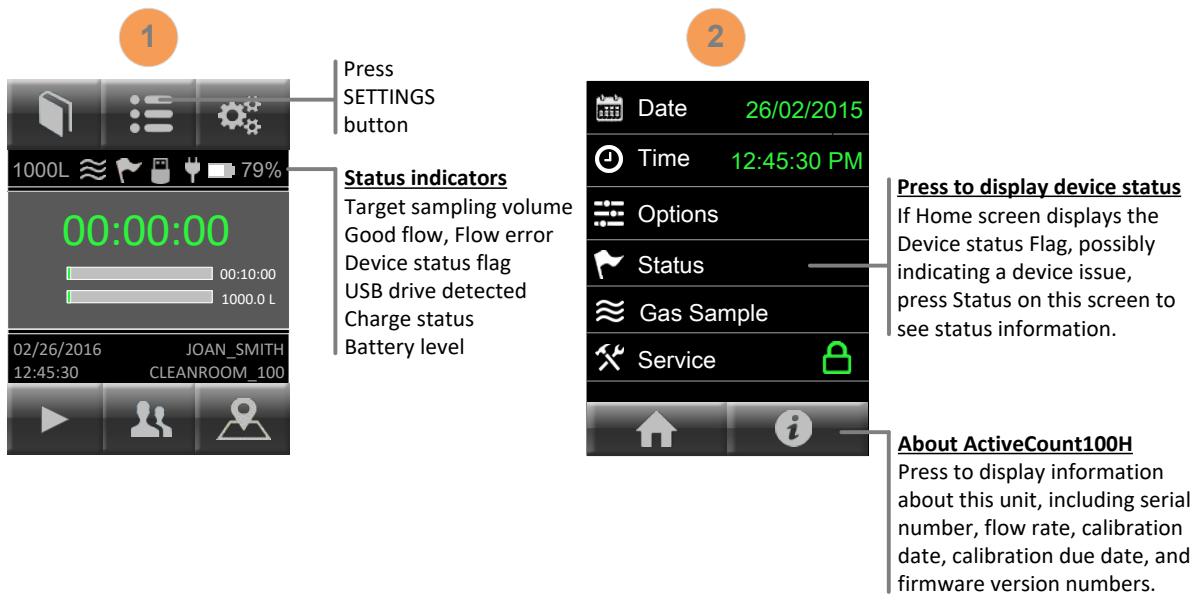 1
Press
SETTINGS
button
1000L 79%
00:00:00
00:10:00
1000.0 L
02/26/2016 JOAN_SMITH
12:45:30 CLEANROOM_100
Status indicators
Target sampling volume
Good flow, Flow error
Device status flag
USB drive detected
Charge status
Battery level
2
Date 26/02/2015
Time 12:45:30 PM
Options
Status
Gas Sample
Service
i
Press to display device status
If Home screen displays the
Device status Flag, possibly
indicating a device issue,
press Status on this screen to
see status information.
About ActiveCount100H
Press to display information
about this unit, including serial
number, flow rate, calibration
date, calibration due date, and
firmware version numbers.